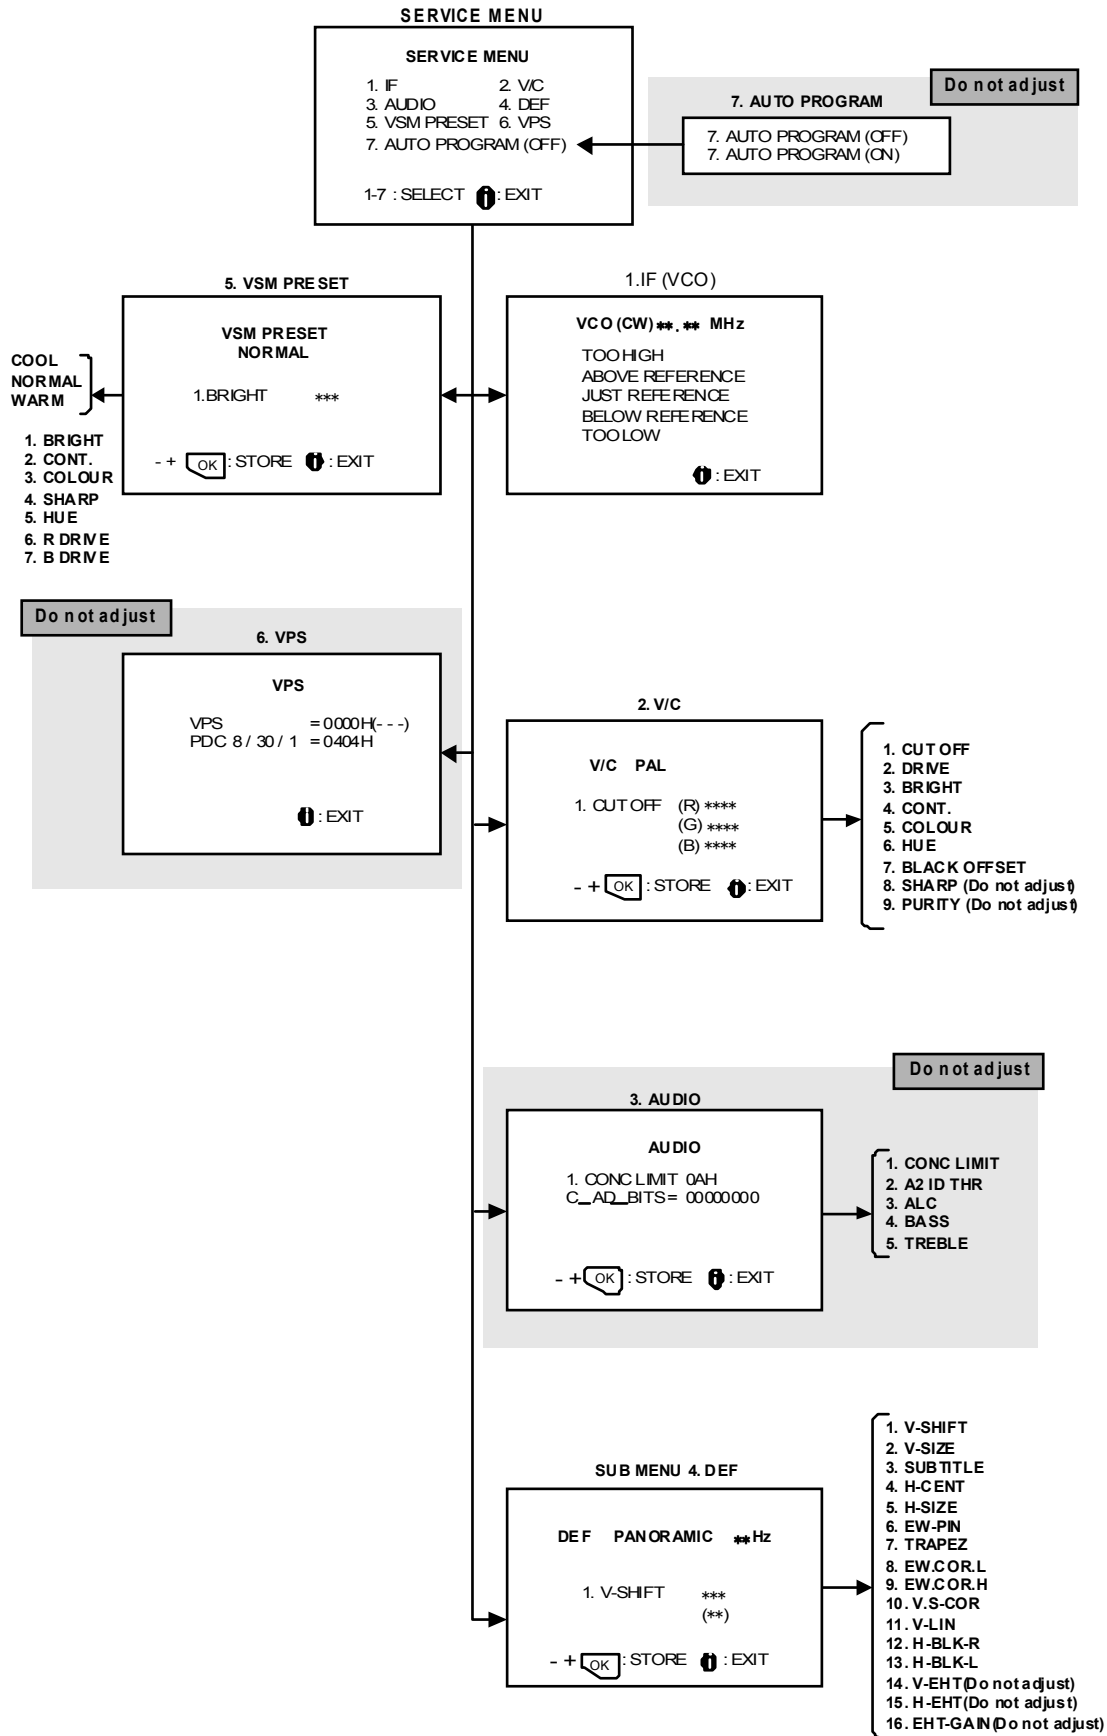 SERVICE MENU
SERVICE MENU
1. IF 2. V/C
3. AUDIO 4. DEF
5. VSM PRESET 6. VPS
7. AUTO PROGRAM (OFF)
1-7 : SELECT i : EXIT
Do not adjust
7. AUTO PROGRAM
7. AUTO PROGRAM (OFF)
7. AUTO PROGRAM (ON)
5. VSM PRESET
VSM PRESET
NORMAL
1.BRIGHT ***
- + OK : STORE i : EXIT
COOL
NORMAL
WARM
1. BRIGHT
2. CONT.
3. COLOUR
4. SHARP
5. HUE
6. R DRIVE
7. B DRIVE
1.IF (VCO)
VCO (CW) **.** MHz
TOO HIGH
ABOVE REFERENCE
JUST REFERENCE
BELOW REFERENCE
TOO LOW
i : EXIT
Do not adjust
6. VPS
VPS
VPS = 0000H(- - -)
PDC 8 / 30 / 1 = 0404H
i : EXIT
2. V/C
V/C PAL
1. CUT OFF (R) ****
(G) ****
(B) ****
- + OK : STORE i : EXIT
1. CUT OFF
2. DRIVE
3. BRIGHT
4. CONT.
5. COLOUR
6. HUE
7. BLACK OFFSET
8. SHARP (Do not adjust)
9. PURITY (Do not adjust)
Do not adjust
3. AUDIO
AUDIO
1. CONC LIMIT 0AH
C_AD_BITS = 00000000
- + OK : STORE i : EXIT
1. CONC LIMIT
2. A2 ID THR
3. ALC
4. BASS
5. TREBLE
SUB MENU 4. DEF
DEF PANORAMIC **Hz
1. V-SHIFT ***
(**)
- + OK : STORE i : EXIT
1. V-SHIFT
2. V-SIZE
3. SUBTITLE
4. H-CENT
5. H-SIZE
6. EW-PIN
7. TRAPEZ
8. EW.COR.L
9. EW.COR.H
10. V.S-COR
11. V-LIN
12. H-BLK-R
13. H-BLK-L
14. V-EHT(Do not adjust)
15. H-EHT(Do not adjust)
16. EHT-GAIN(Do not adjust)